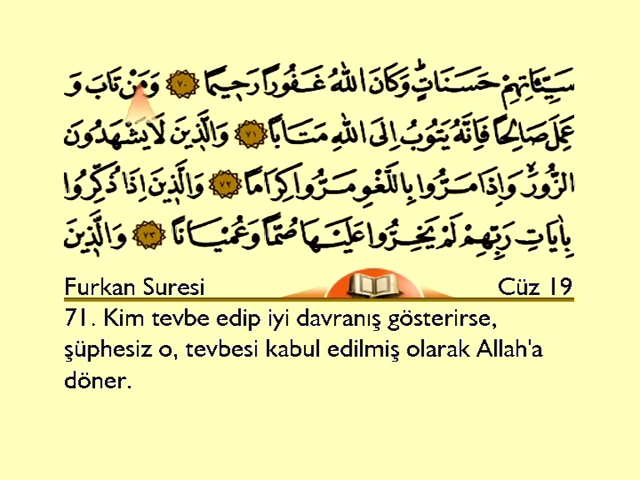 سَيِّـَٔاتِهِمْ حَسَنَاتٍۜ وَكَانَ اللّٰهُ غَفُورًا رَح۪يمًا ﴿٧٠﴾ وَمَنْ تَابَ وَ
عَمِلَ صَالِحًا فَاِنَّهُ يَتُوبُ اِلَى اللّٰهِ مَتَابًا ﴿٧١﴾ وَالَّذ۪ينَ لَا يَشْهَدُونَ
الزُّورَۙ وَاِذَا مَرُّوا بِاللَّغْوِ مَرُّوا كِرَامًا ﴿٧٢﴾ وَالَّذ۪ينَ اِذَا ذُكِّرُوا
بِاٰيَاتِ رَبِّهِمْ لَمْ يَخِرُّوا عَلَيْهَا صُمًّا وَعُمْيَانًا ﴿٧٣﴾ وَالَّذ۪ينَ
Furkan Suresi Cüz 19
71. Kim tevbe edip iyi davranış gösterirse,
şüphesiz o, tevbesi kabul edilmiş olarak Allah'a
döner.